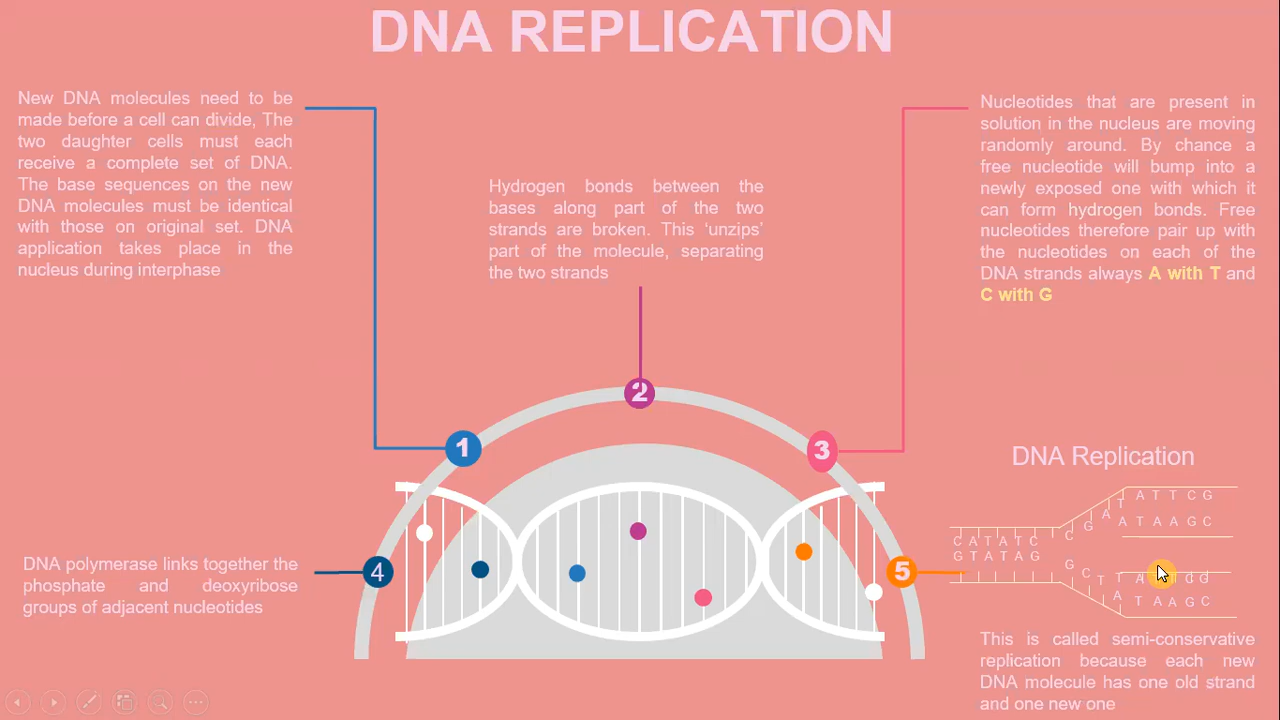 DNA REPLICATION
New DNA molecules need to be
made before a cell can divide, The
two daughter cells must each
receive a complete set of DNA.
The base sequences on the new
DNA molecules must be identical
with those on original set. DNA
application takes place in the
nucleus during interphase
Hydrogen bonds between the
bases along part of the two
strands are broken. This ‘unzips’
part of the molecule, separating
the two strands
Nucleotides that are present in
solution in the nucleus are moving
randomly around. By chance a
free nucleotide will bump into a
newly exposed one with which it
can form hydrogen bonds. Free
nucleotides therefore pair up with
the nucleotides on each of the
DNA strands always A with T and
C with G
2
1
3
DNA polymerase links together the
phosphate and deoxyribose
groups of adjacent nucleotides
4
5
DNA Replication
C A T A T C
G T A T A G
C G A T A T T C G
A T A A G C
G C T T A C G
A T A A G C
This is called semi-conservative
replication because each new
DNA molecule has one old strand
and one new one